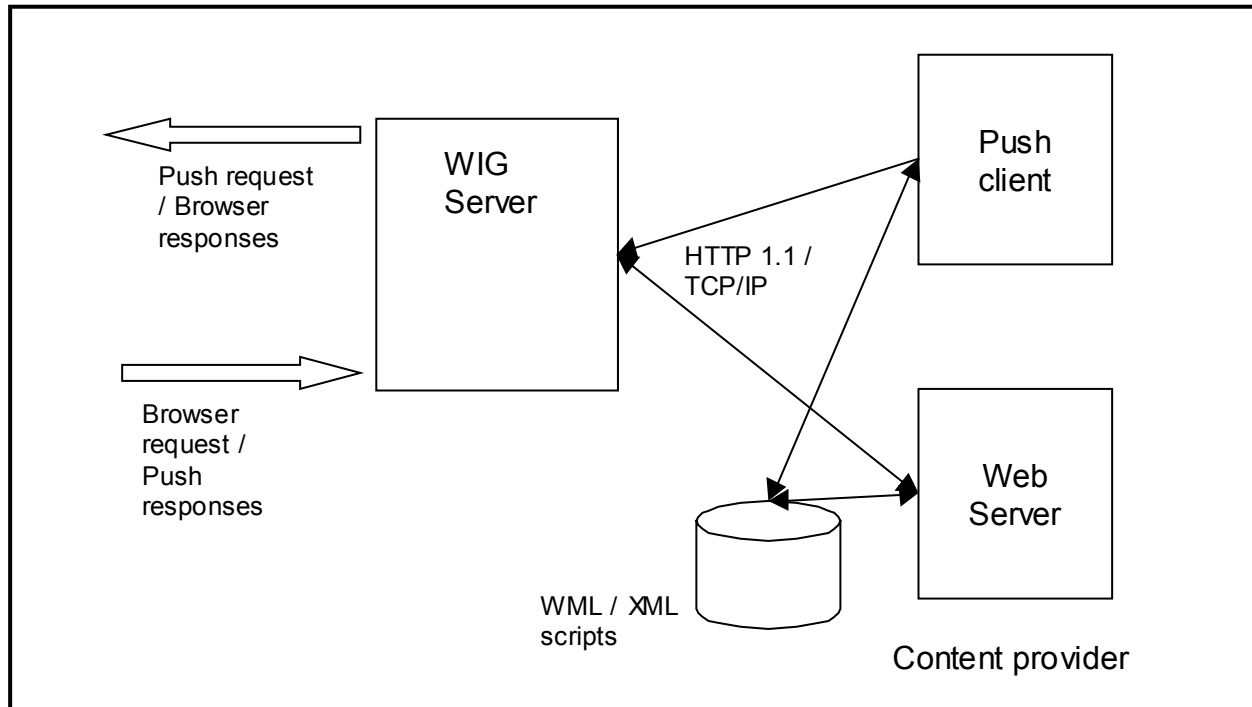 Push request
/ Browser
responses
WIG
Server
Push
client
HTTP 1.1 /
TCP/IP
Browser
request /
Push
responses
Web
Server
WML / XML
scripts
Content provider